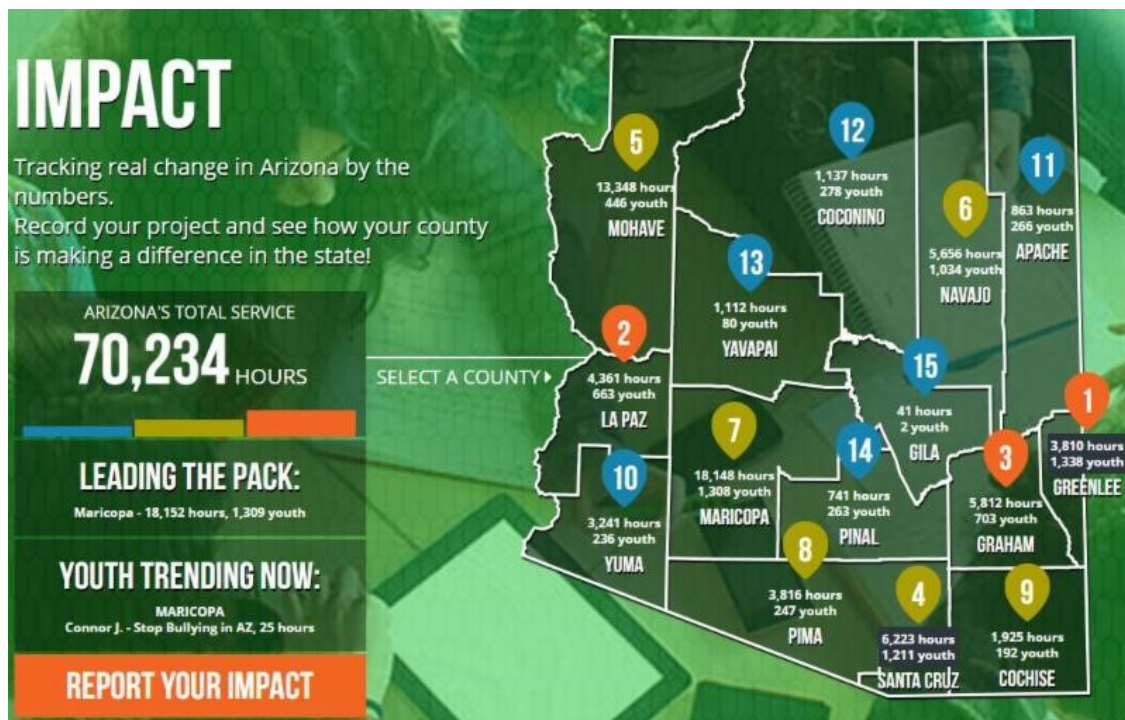 IMPACT
Tracking real change in Arizona by the
numbers.
Record your project and see how your county
is making a difference in the state!
ARIZONA'S TOTAL SERVICE
70,234 HOURS
SELECT A COUNTY
LEADING THE PACK:
Maricopa - 18,152 hours, 1,309 youth
YOUTH TRENDING NOW:
MARICOPA
Connor J. - Stop Bullying in AZ, 25 hours
REPORT YOUR IMPACT
5
13,348 hours
446 youth
MOHAVE
12
1,137 hours
278 youth
COCONINO
6
5,656 hours
1,034 youth
NAVAJO
11
863 hours
266 youth
APACHE
13
1,112 hours
80 youth
YAVAPAI
2
4,361 hours
663 youth
LA PAZ
15
41 hours
2 youth
GILA
1
3,810 hours
1,338 youth
GREENLEE
7
18,148 hours
1,308 youth
MARICOPA
14
741 hours
263 youth
PINAL
3
5,812 hours
703 youth
GRAHAM
10
3,241 hours
236 youth
YUMA
8
3,816 hours
247 youth
PIMA
4
6,223 hours
1,211 youth
SANTA CRUZ
9
1,925 hours
192 youth
COCHISE